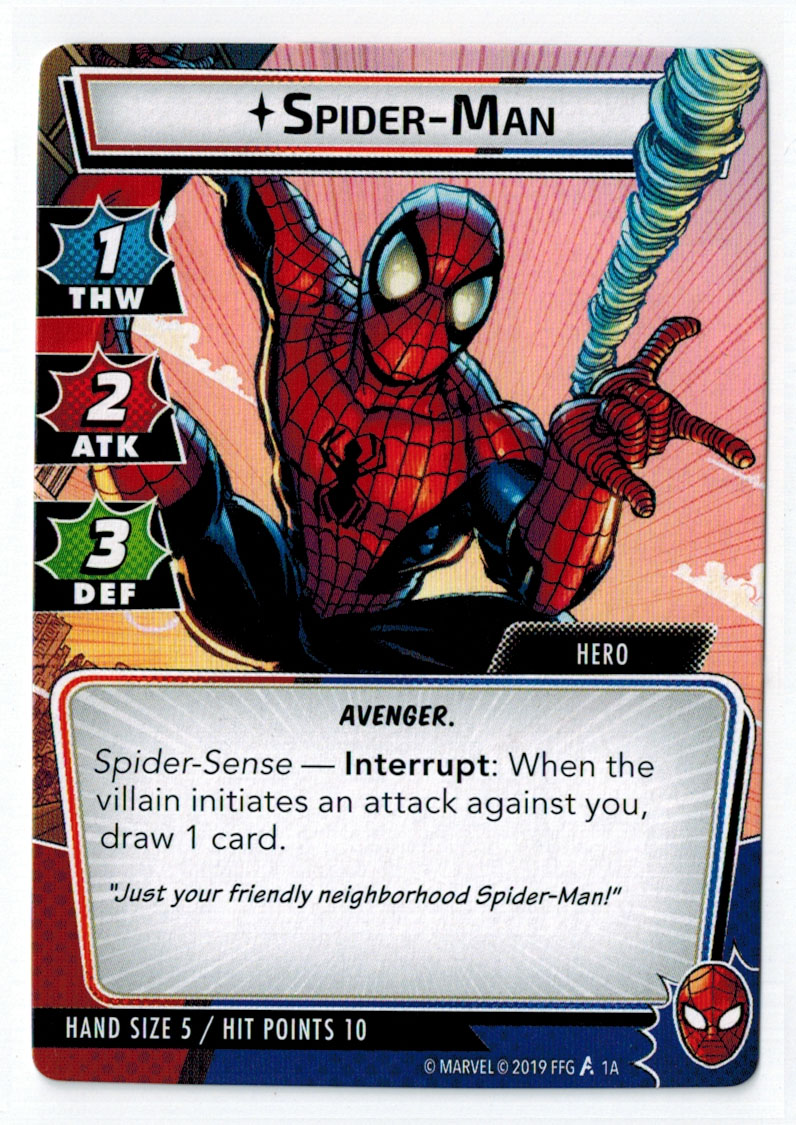 SPIDER-MAN
1
THW
2
ATK
3
DEF
HERO
AVENGER.
Spider-Sense — Interrupt: When the
villain initiates an attack against you,
draw 1 card.
"Just your friendly neighborhood Spider-Man!"
HAND SIZE 5 / HIT POINTS 10
© MARVEL © 2019 FFG 1A